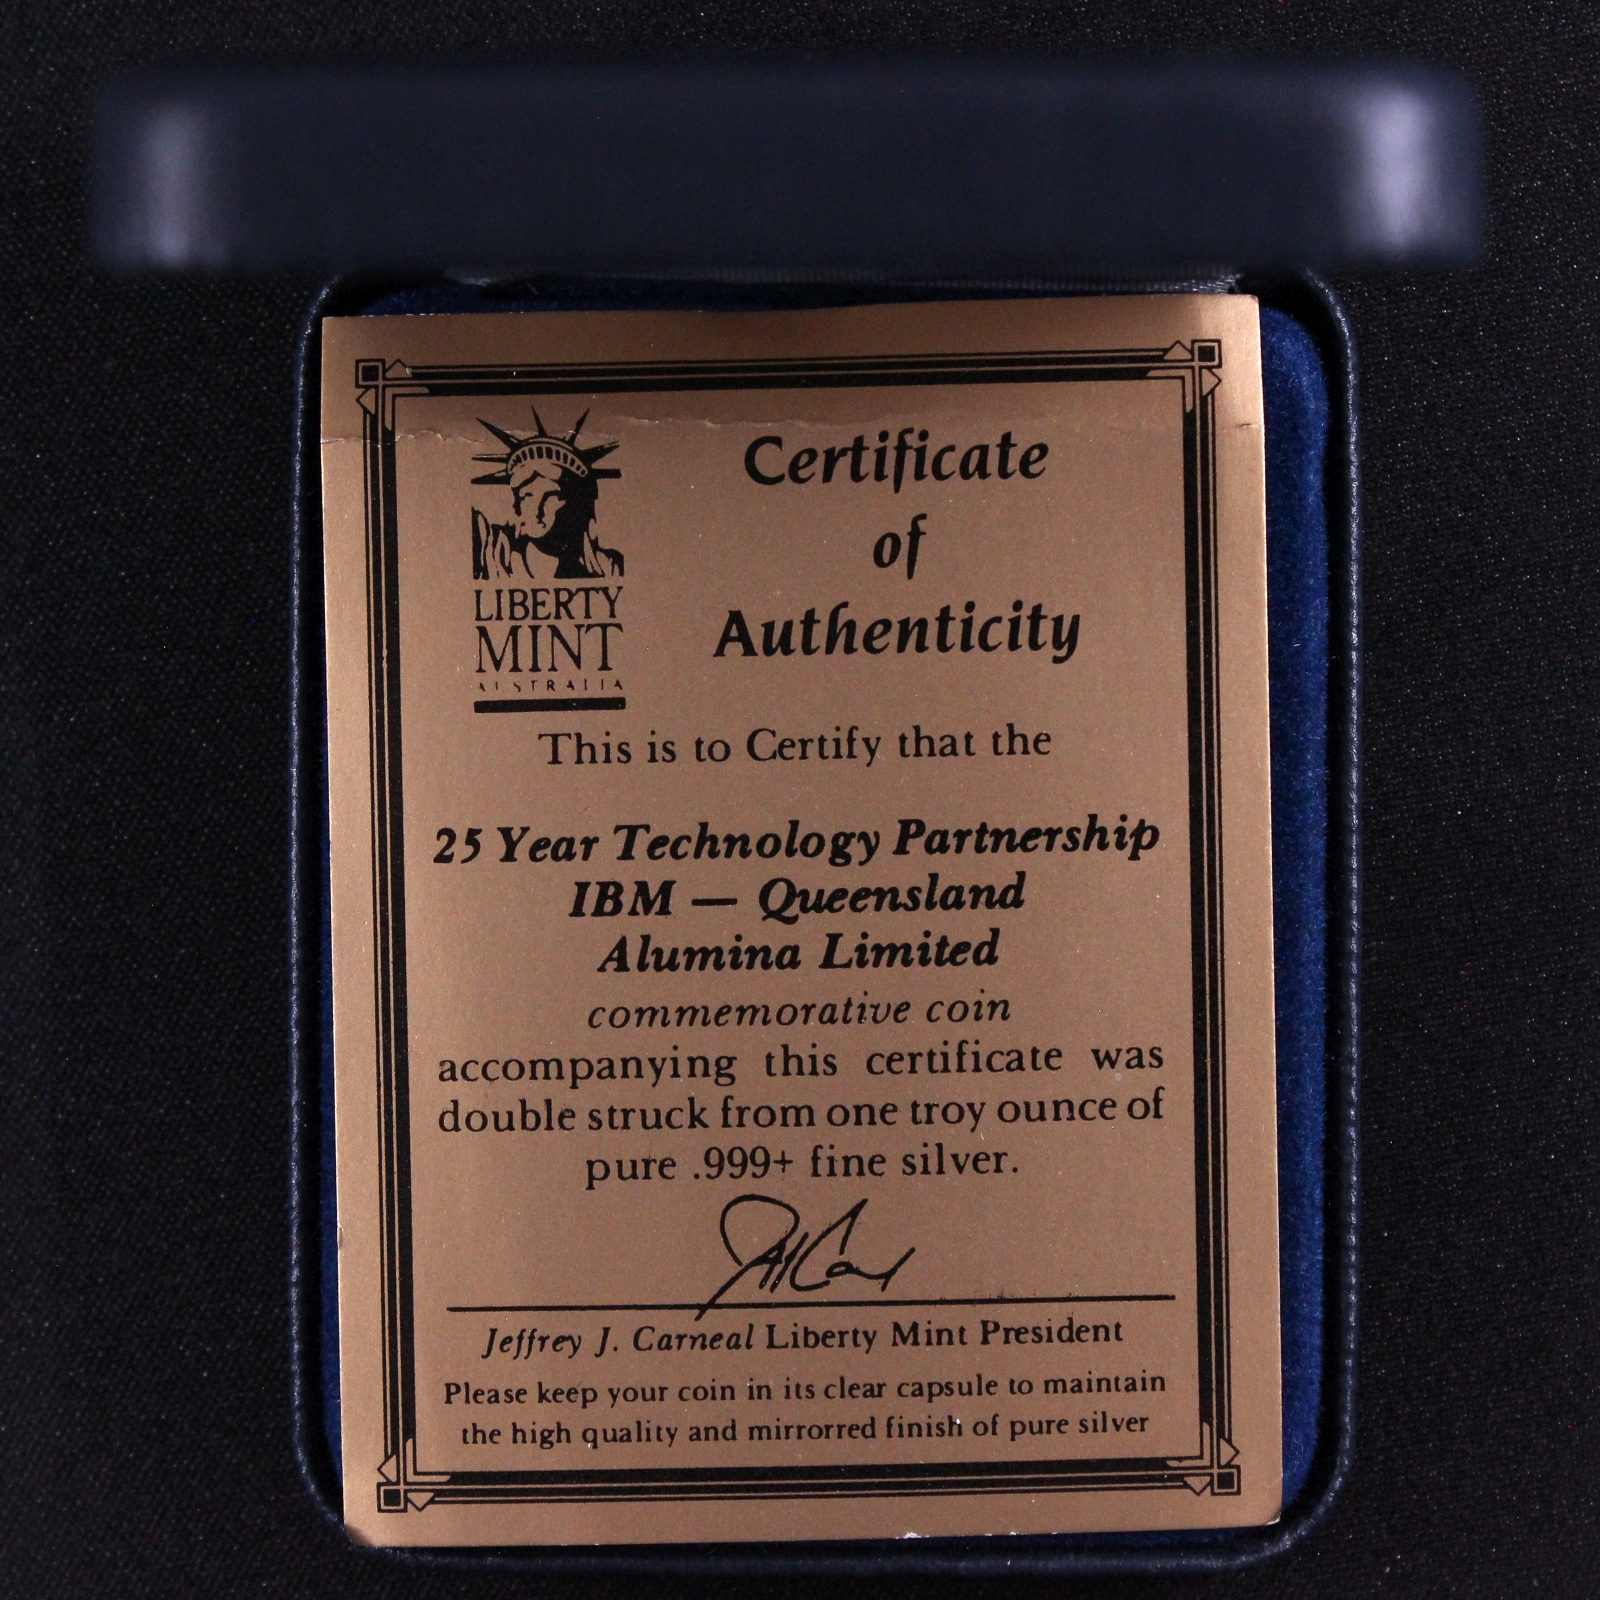 Certificate
of
Authenticity
LIBERTY
MINT
AUSTRALIA
This is to Certify that the
25 Year Technology Partnership
IBM — Queensland
Alumina Limited
commemorative coin
accompanying this certificate was
double struck from one troy ounce of
pure .999+ fine silver.
Jeffrey J. Carneal Liberty Mint President
Please keep your coin in its clear capsule to maintain
the high quality and mirrorred finish of pure silver